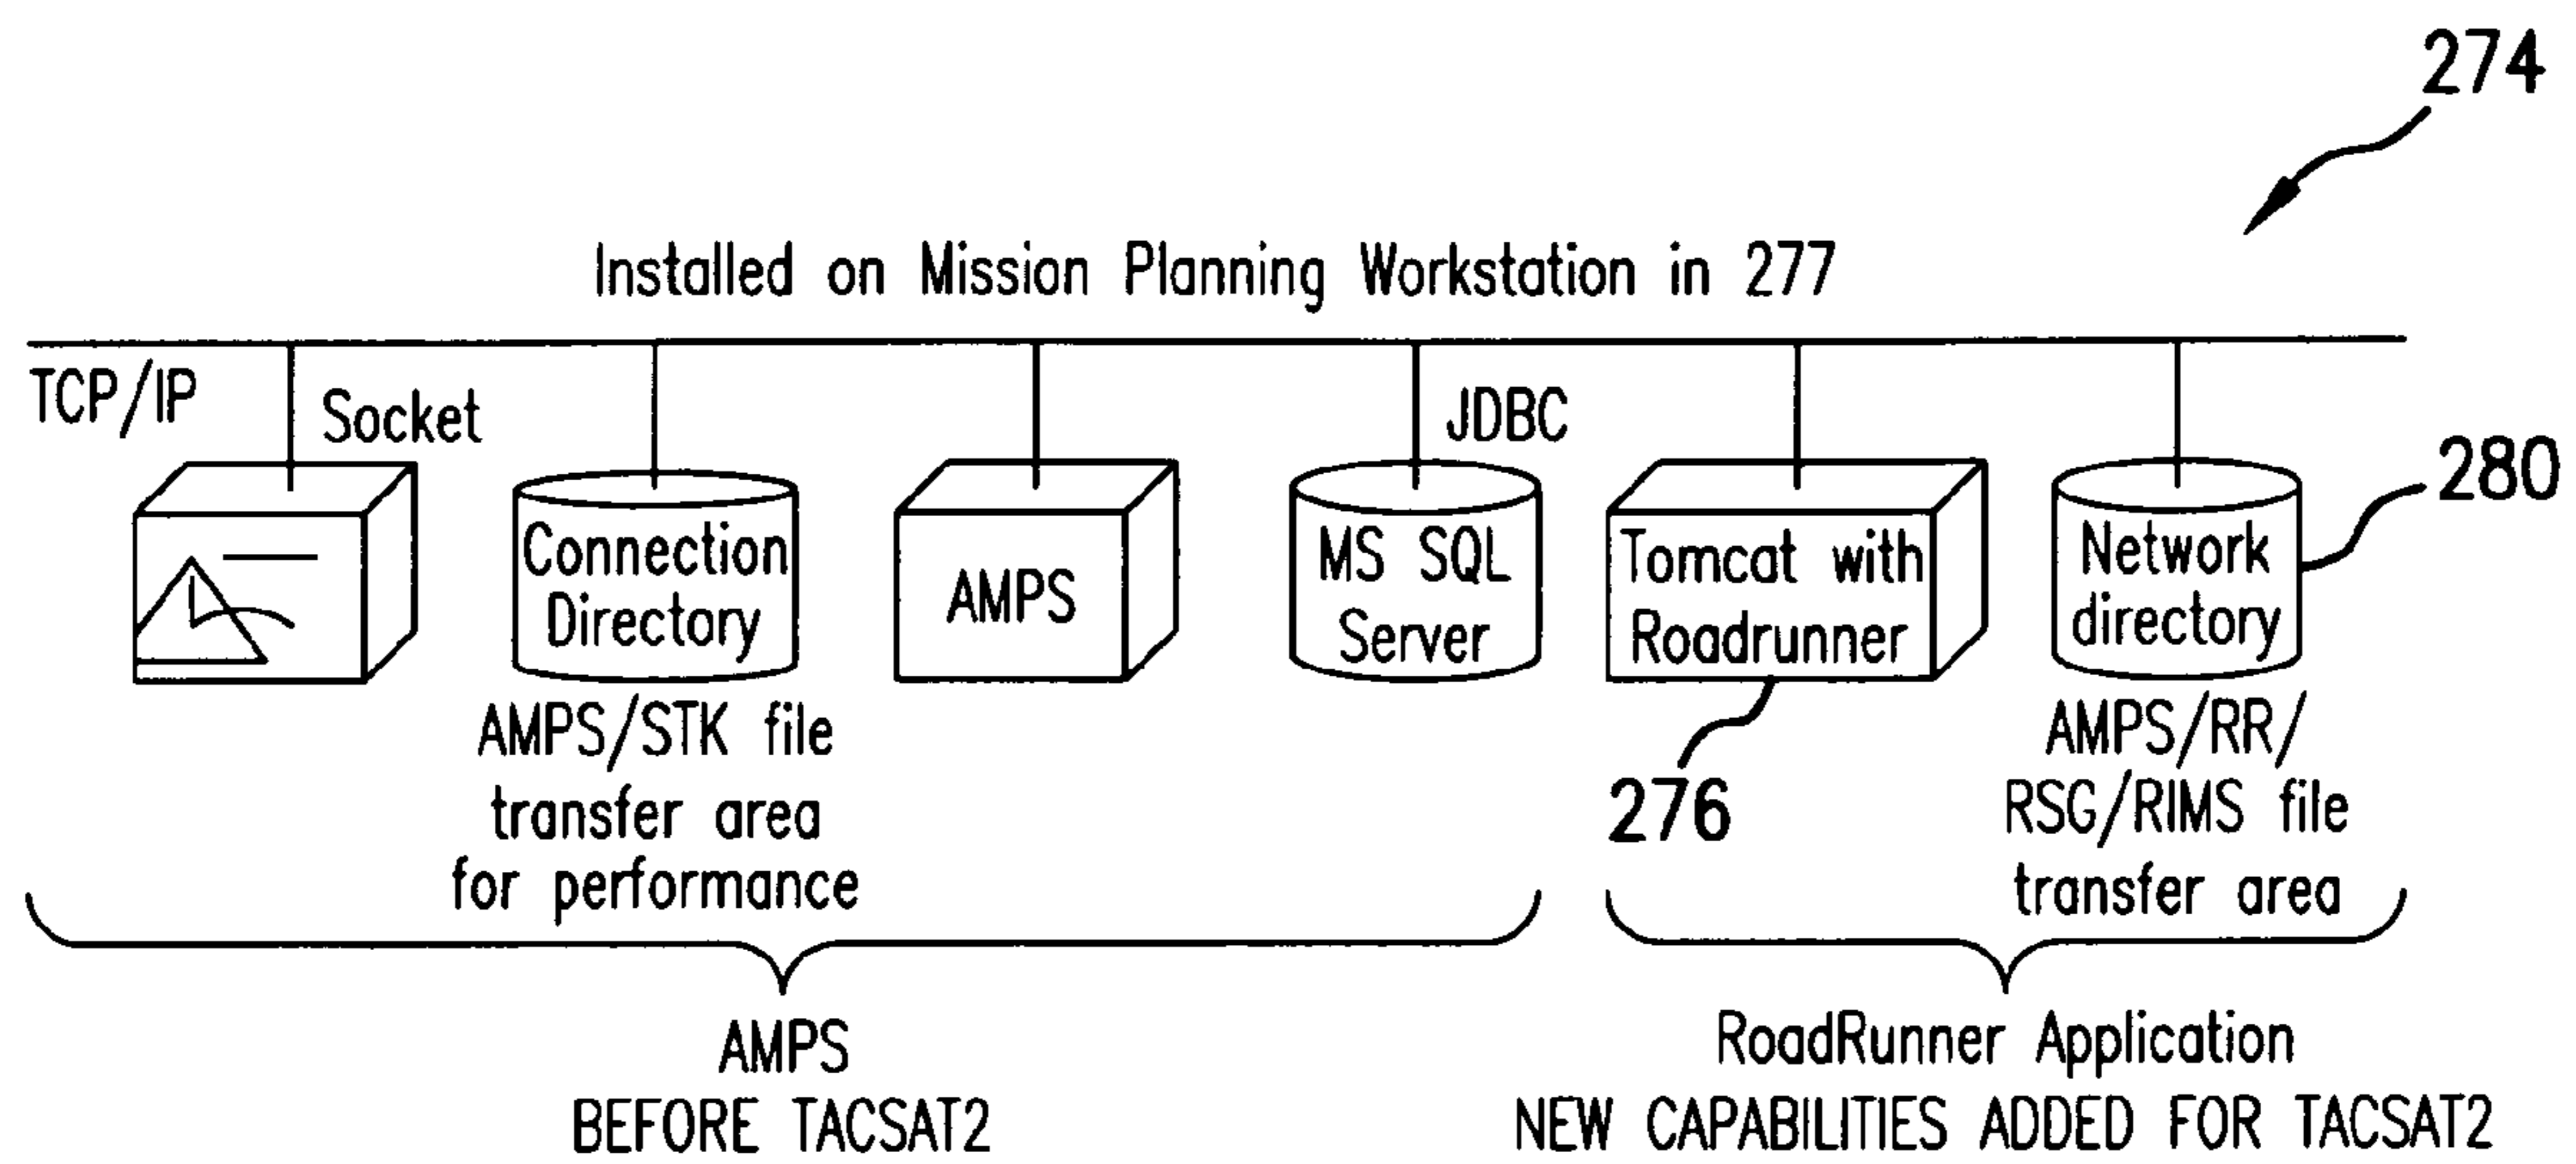 274
Installed on Mission Planning Workstation in 277
TCP/IP
Socket
JDBC
280
Connection
Directory
AMPS
MS SQL
Server
Tomcat with
Roadrunner
Network
directory
AMPS/STK file
transfer area
for performance
276
AMPS/RR/
RSG/RIMS file
transfer area
AMPS
BEFORE TACSAT2
RoadRunner Application
NEW CAPABILITIES ADDED FOR TACSAT2